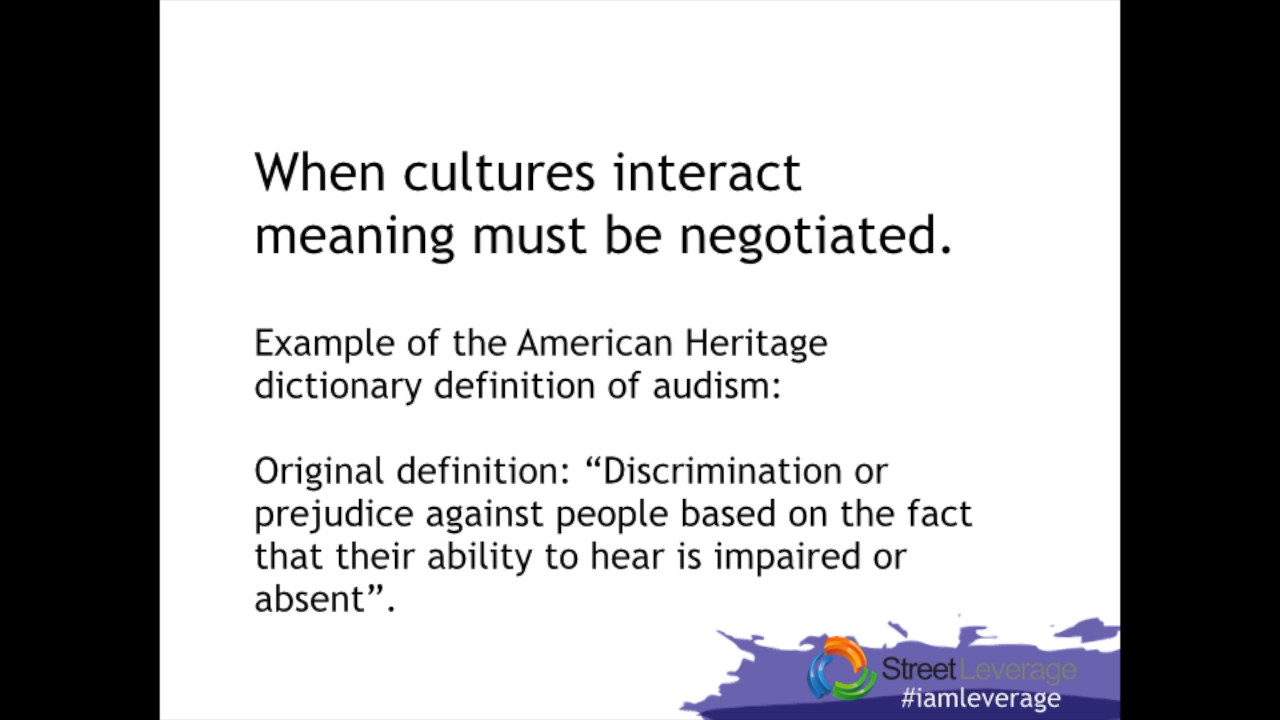 When cultures interact
meaning must be negotiated.
Example of the American Heritage
dictionary definition of audism:
Original definition: “Discrimination or
prejudice against people based on the fact
that their ability to hear is impaired or
absent”.
StreetLeverage
#iamleverage